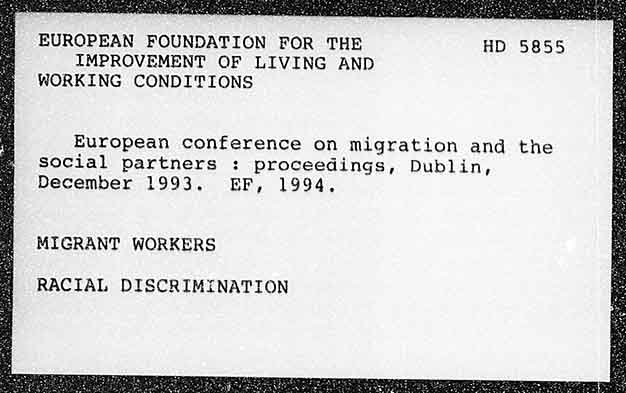 EUROPEAN FOUNDATION FOR THE HD 5855
IMPROVEMENT OF LIVING AND
WORKING CONDITIONS
European conference on migration and the
social partners : proceedings, Dublin,
December 1993. EF, 1994.
MIGRANT WORKERS
RACIAL DISCRIMINATION